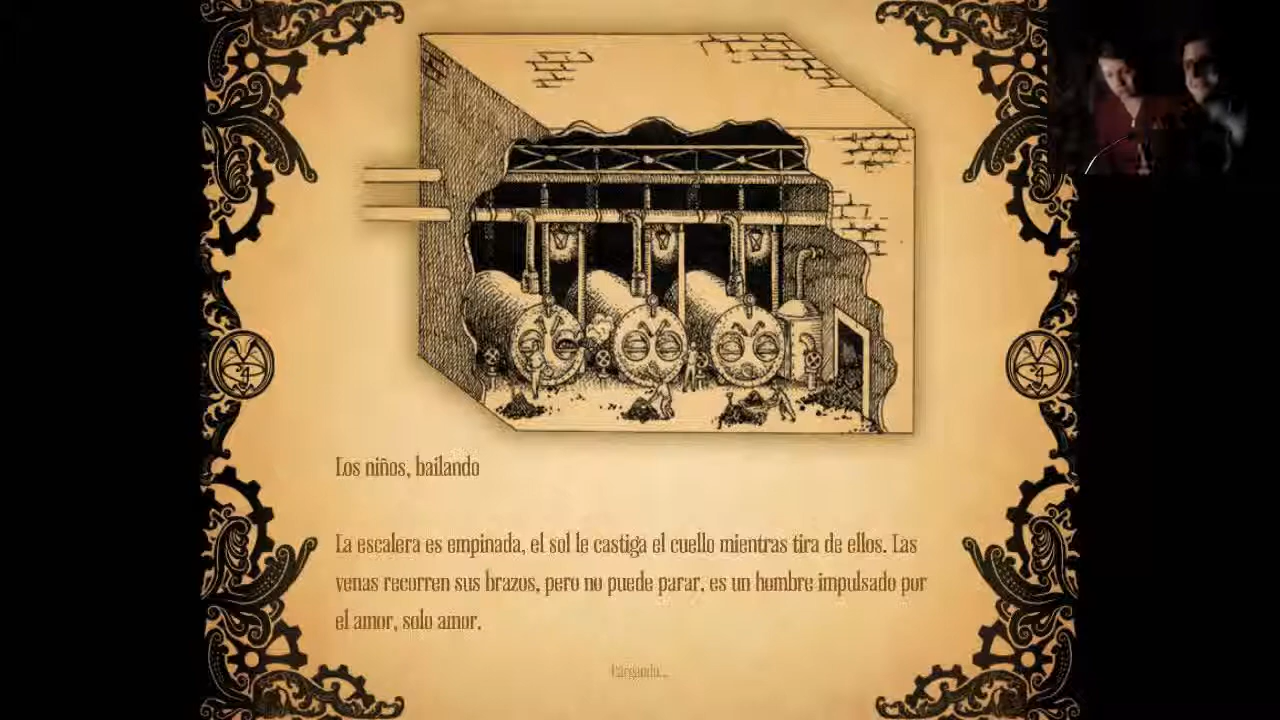 Los niños, bailando
La escalera es empinada, el sol le castiga el cuello mientras tira de ellos. Las
venas recorren sus brazos, pero no puede parar, es un hombre impulsado por
el amor, solo amor.
Cargando...